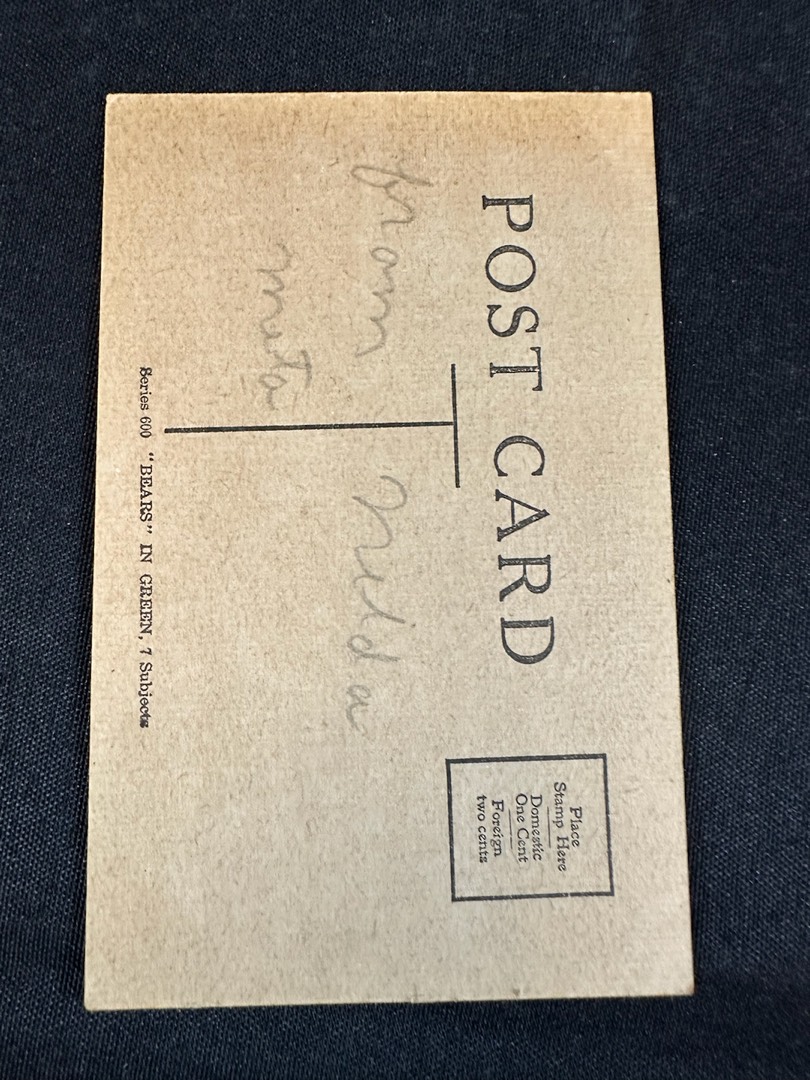 POST CARD
Place
Stamp Here
Domestic
One Cent
Foreign
two cents
from
meta
Series 600 "BEARS" IN GREEN, 7 Subjects